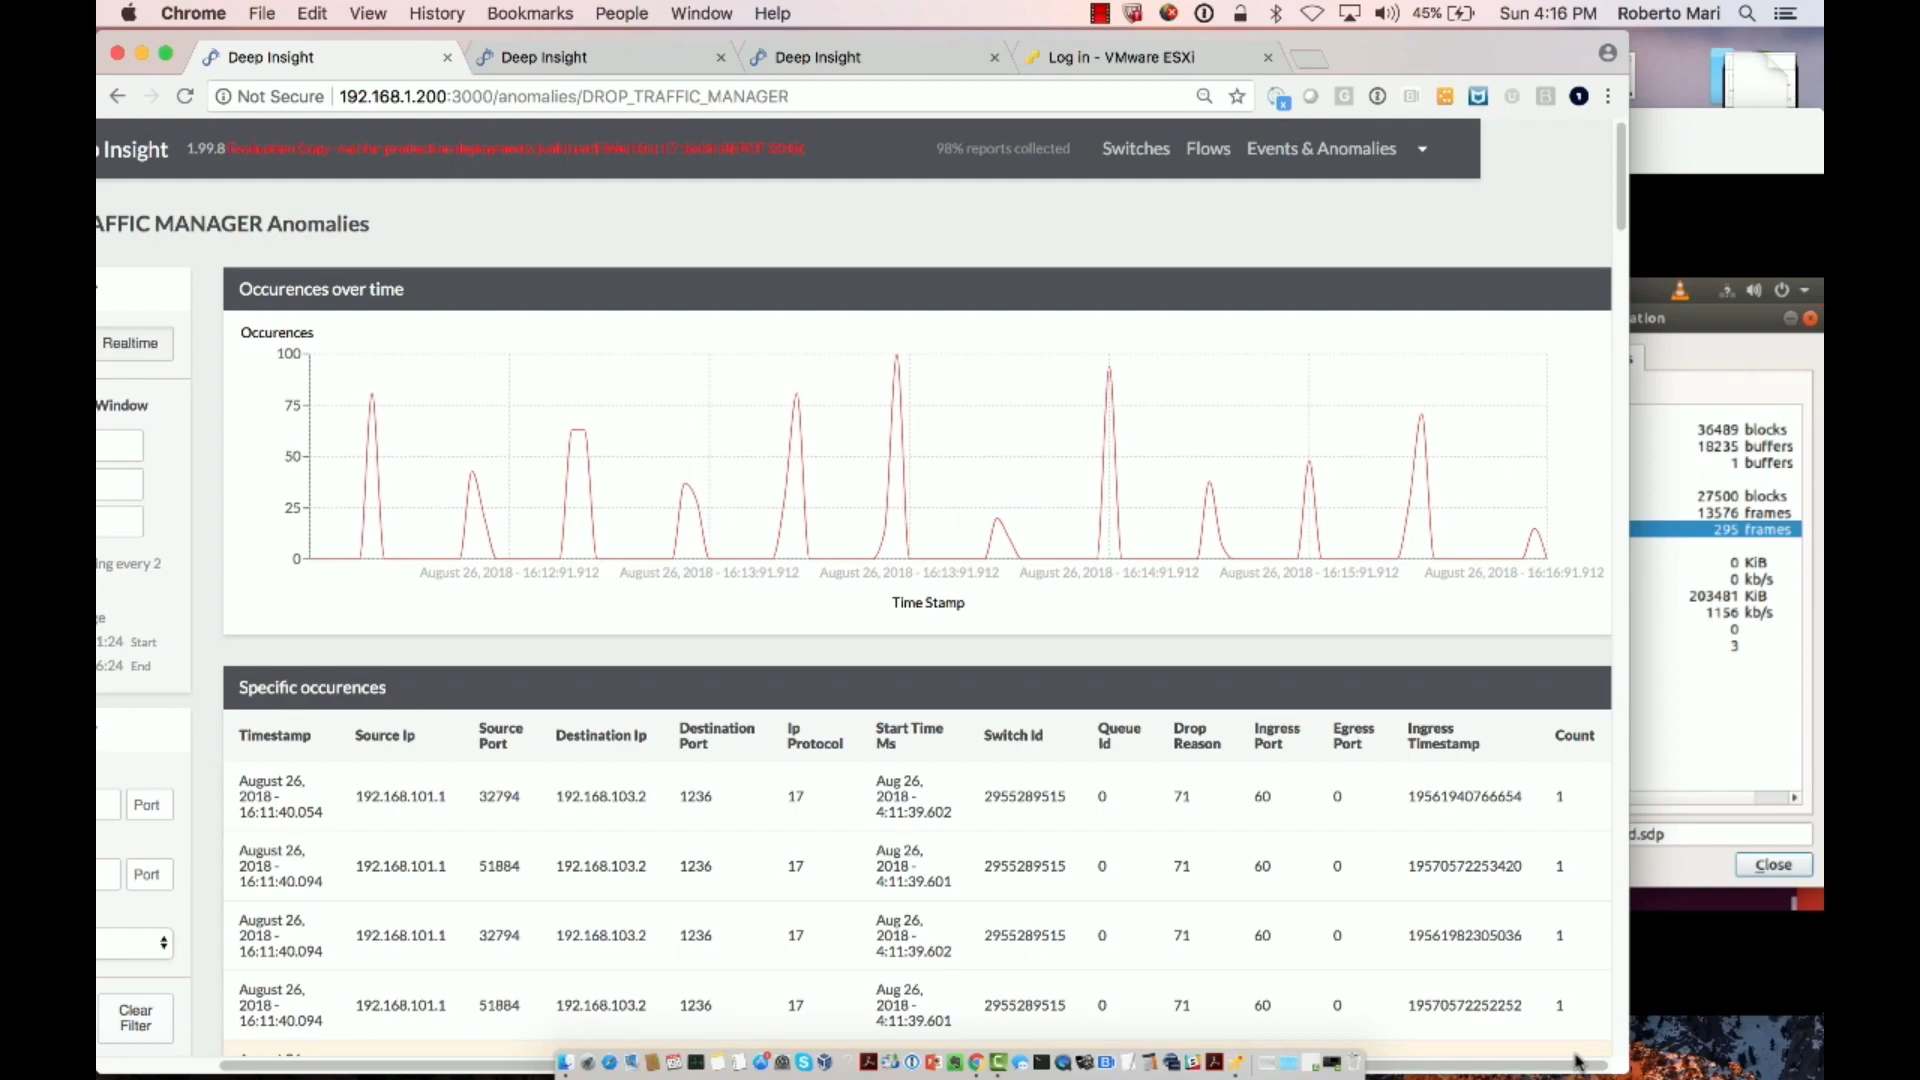 Chrome File Edit View History Bookmarks People Window Help 45% Sun 4:16 PM Roberto Mari
Deep Insight Deep Insight Deep Insight Log in - VMware ESXi
Not Secure 192.168.1.200:3000/anomalies/DROP_TRAFFIC_MANAGER
Insight 1.99.8 98% reports collected Switches Flows Events & Anomalies
AFFIC MANAGER Anomalies
Realtime
Window
ing every 2
1:24 Start
6:24 End
Port
Port
Clear
Filter
Occurences over time
Occurences
100
75
50
25
0
August 26, 2018 - 16:12:91.912 August 26, 2018 - 16:13:91.912 August 26, 2018 - 16:13:91.912 August 26, 2018 - 16:14:91.912 August 26, 2018 - 16:15:91.912 August 26, 2018 - 16:16:91.912
Time Stamp
Specific occurences
Timestamp Source Ip Source Port Destination Ip Destination Port Ip Protocol Start Time Ms Switch Id Queue Id Drop Reason Ingress Port Egress Port Ingress Timestamp Count
August 26, 2018 - 16:11:40.054 192.168.101.1 32794 192.168.103.2 1236 17 Aug 26, 2018 - 4:11:39.602 2955289515 0 71 60 0 19561940766654 1
August 26, 2018 - 16:11:40.094 192.168.101.1 51884 192.168.103.2 1236 17 Aug 26, 2018 - 4:11:39.601 2955289515 0 71 60 0 19570572253420 1
August 26, 2018 - 16:11:40.094 192.168.101.1 32794 192.168.103.2 1236 17 Aug 26, 2018 - 4:11:39.602 2955289515 0 71 60 0 19561982305036 1
August 26, 2018 - 16:11:40.094 192.168.101.1 51884 192.168.103.2 1236 17 Aug 26, 2018 - 4:11:39.601 2955289515 0 71 60 0 19570572252252 1
ation
36489 blocks
18235 buffers
1 buffers
27500 blocks
13576 frames
295 frames
0 KiB
0 kb/s
203481 KiB
1156 kb/s
0
3
d.sdp
Close